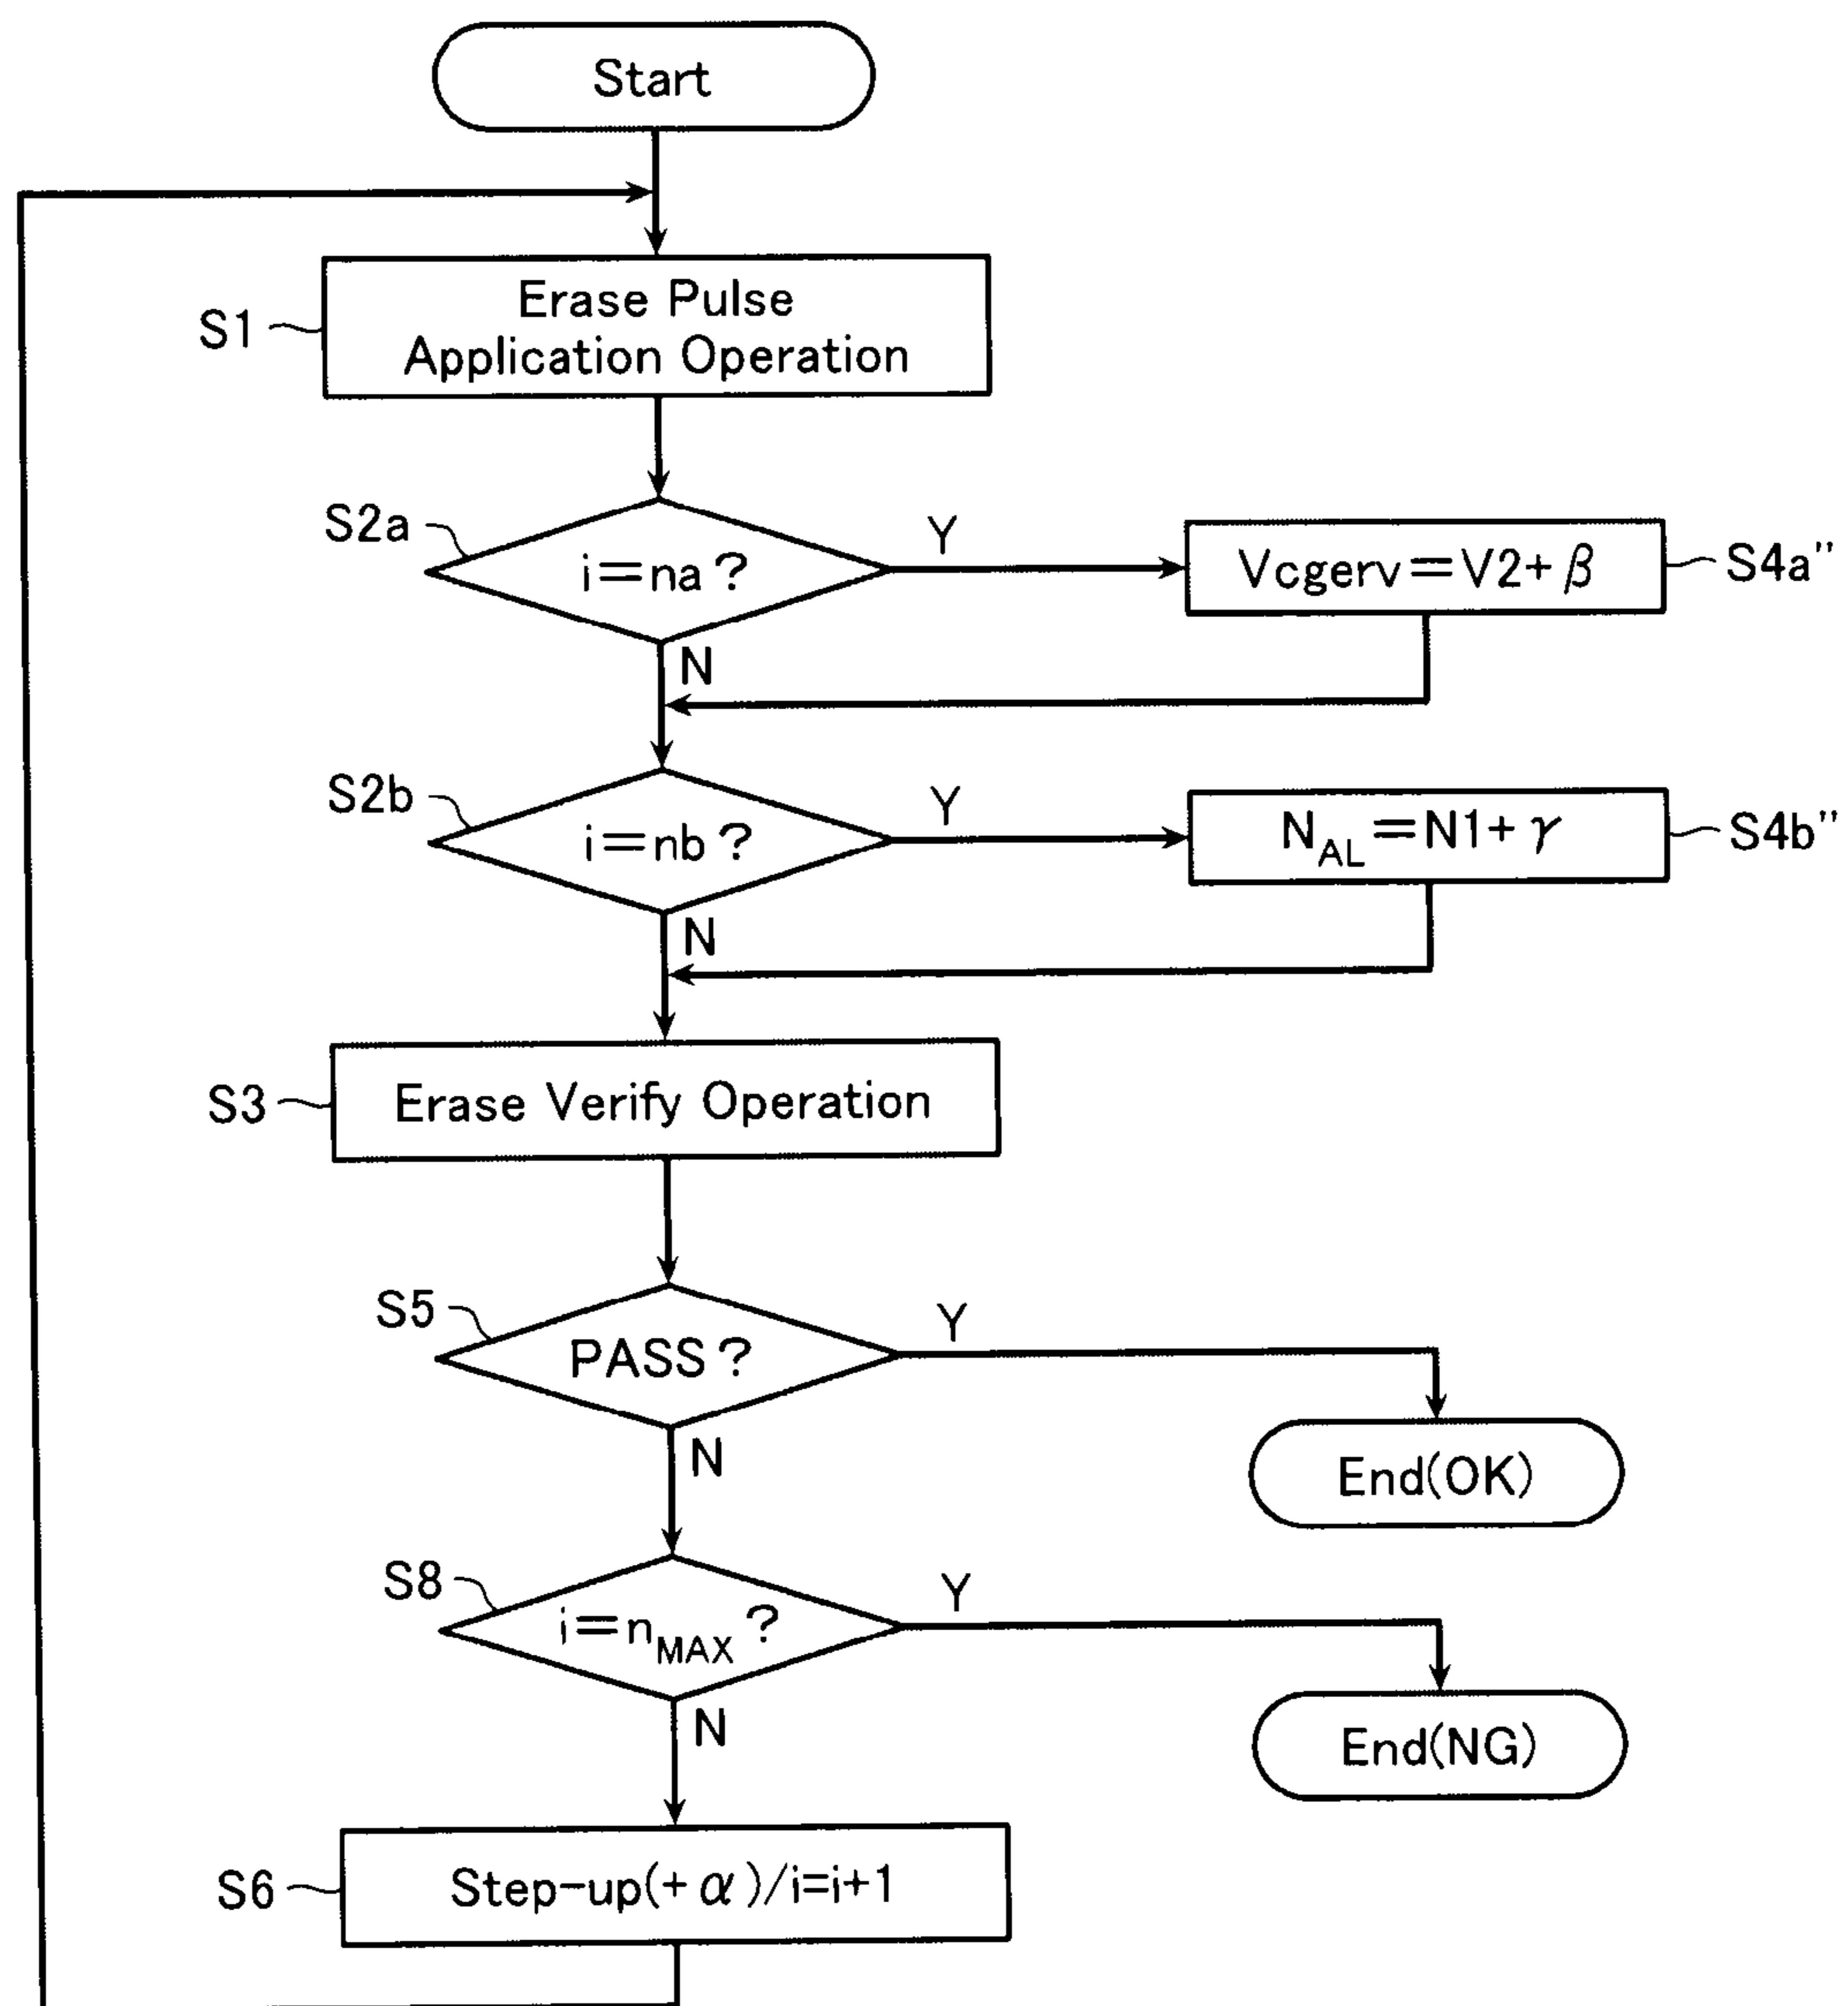 Start
S1
Erase Pulse
Application Operation
S2a
i=na?
Y
Vcgerv=V2+β
S4a''
N
S2b
i=nb?
Y
N_AL=N1+γ
S4b''
N
S3
Erase Verify Operation
S5
PASS?
Y
End(OK)
N
S8
i=n_MAX?
Y
End(NG)
N
S6
Step-up(+α)/i=i+1